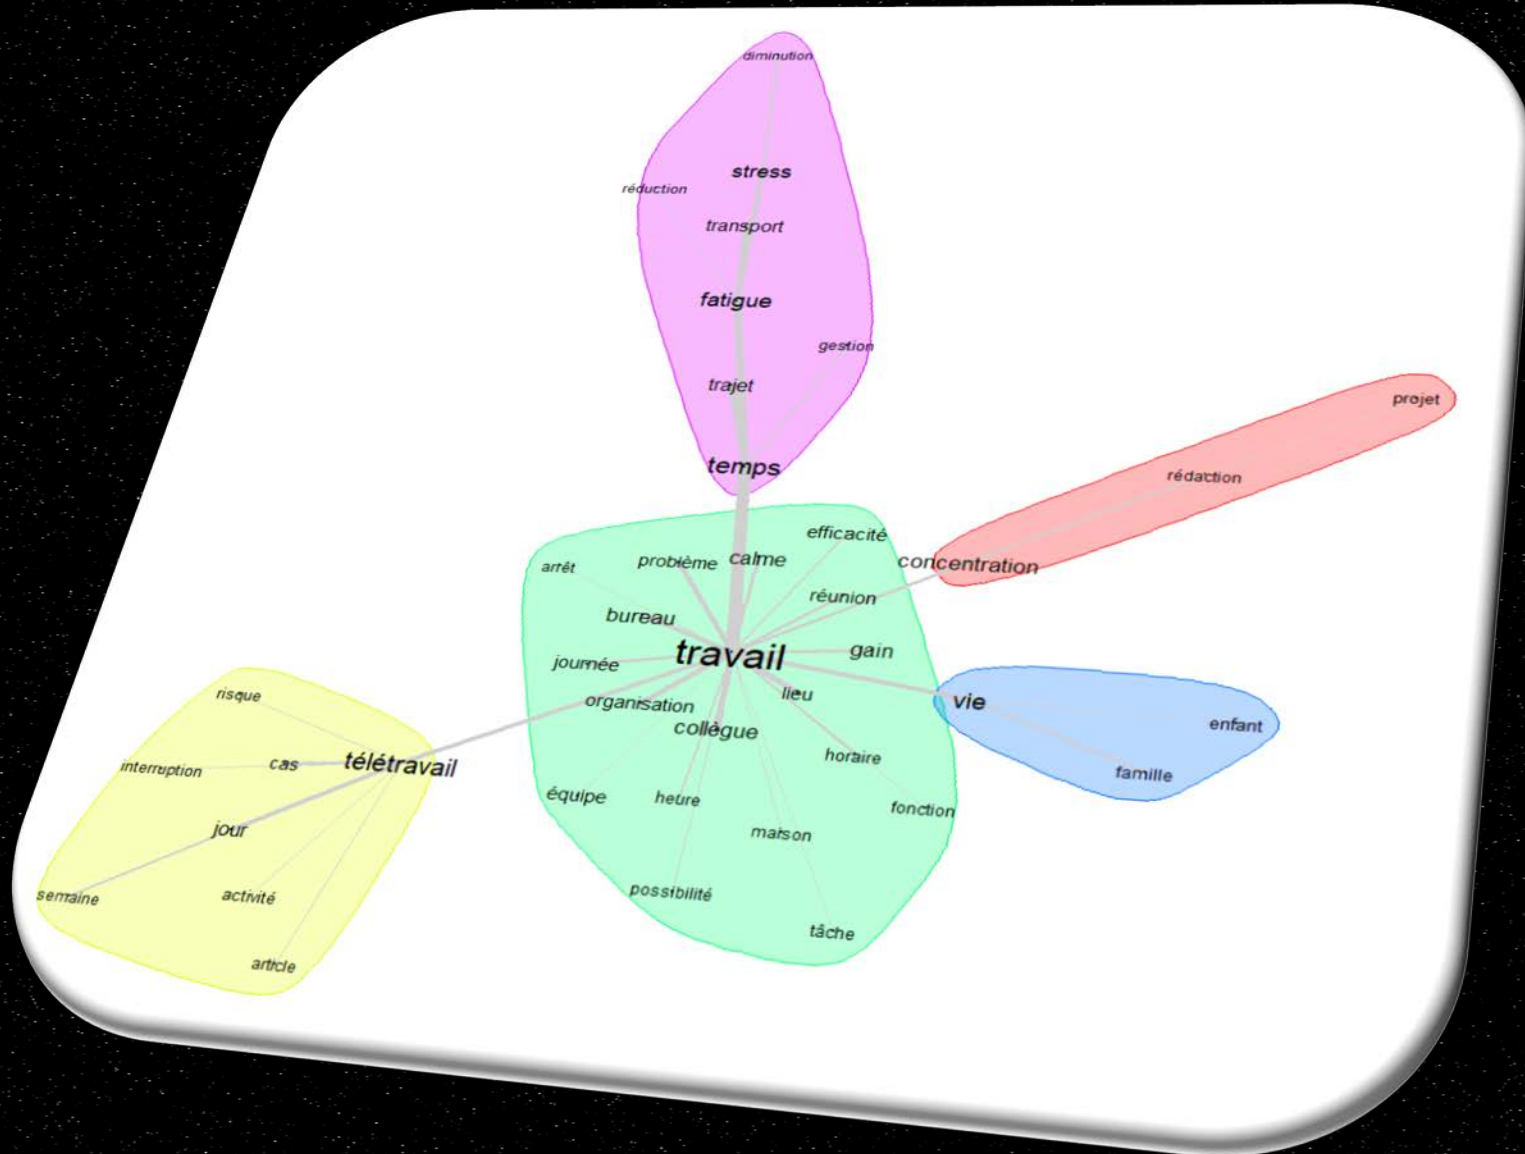 diminution
stress
réduction
transport
fatigue
gestion
trajet
temps
projet
rédaction
concentration
efficacité
problème
calme
arrêt
réunion
bureau
travail
gain
journée
lieu
organisation
collègue
horaire
équipe
heure
fonction
maison
possibilité
tâche
vie
enfant
famille
risque
télétravail
cas
interruption
jour
semaine
activité
article